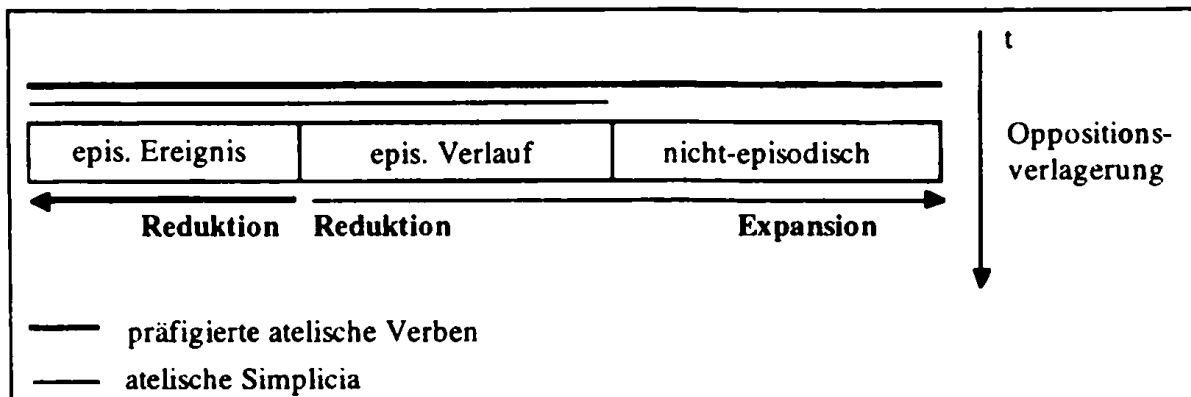 t
epis. Ereignis epis. Verlauf nicht-episodisch
Oppositions-
verlagerung
Reduktion Reduktion Expansion
präfigierte atelische Verben
atelische Simplicia